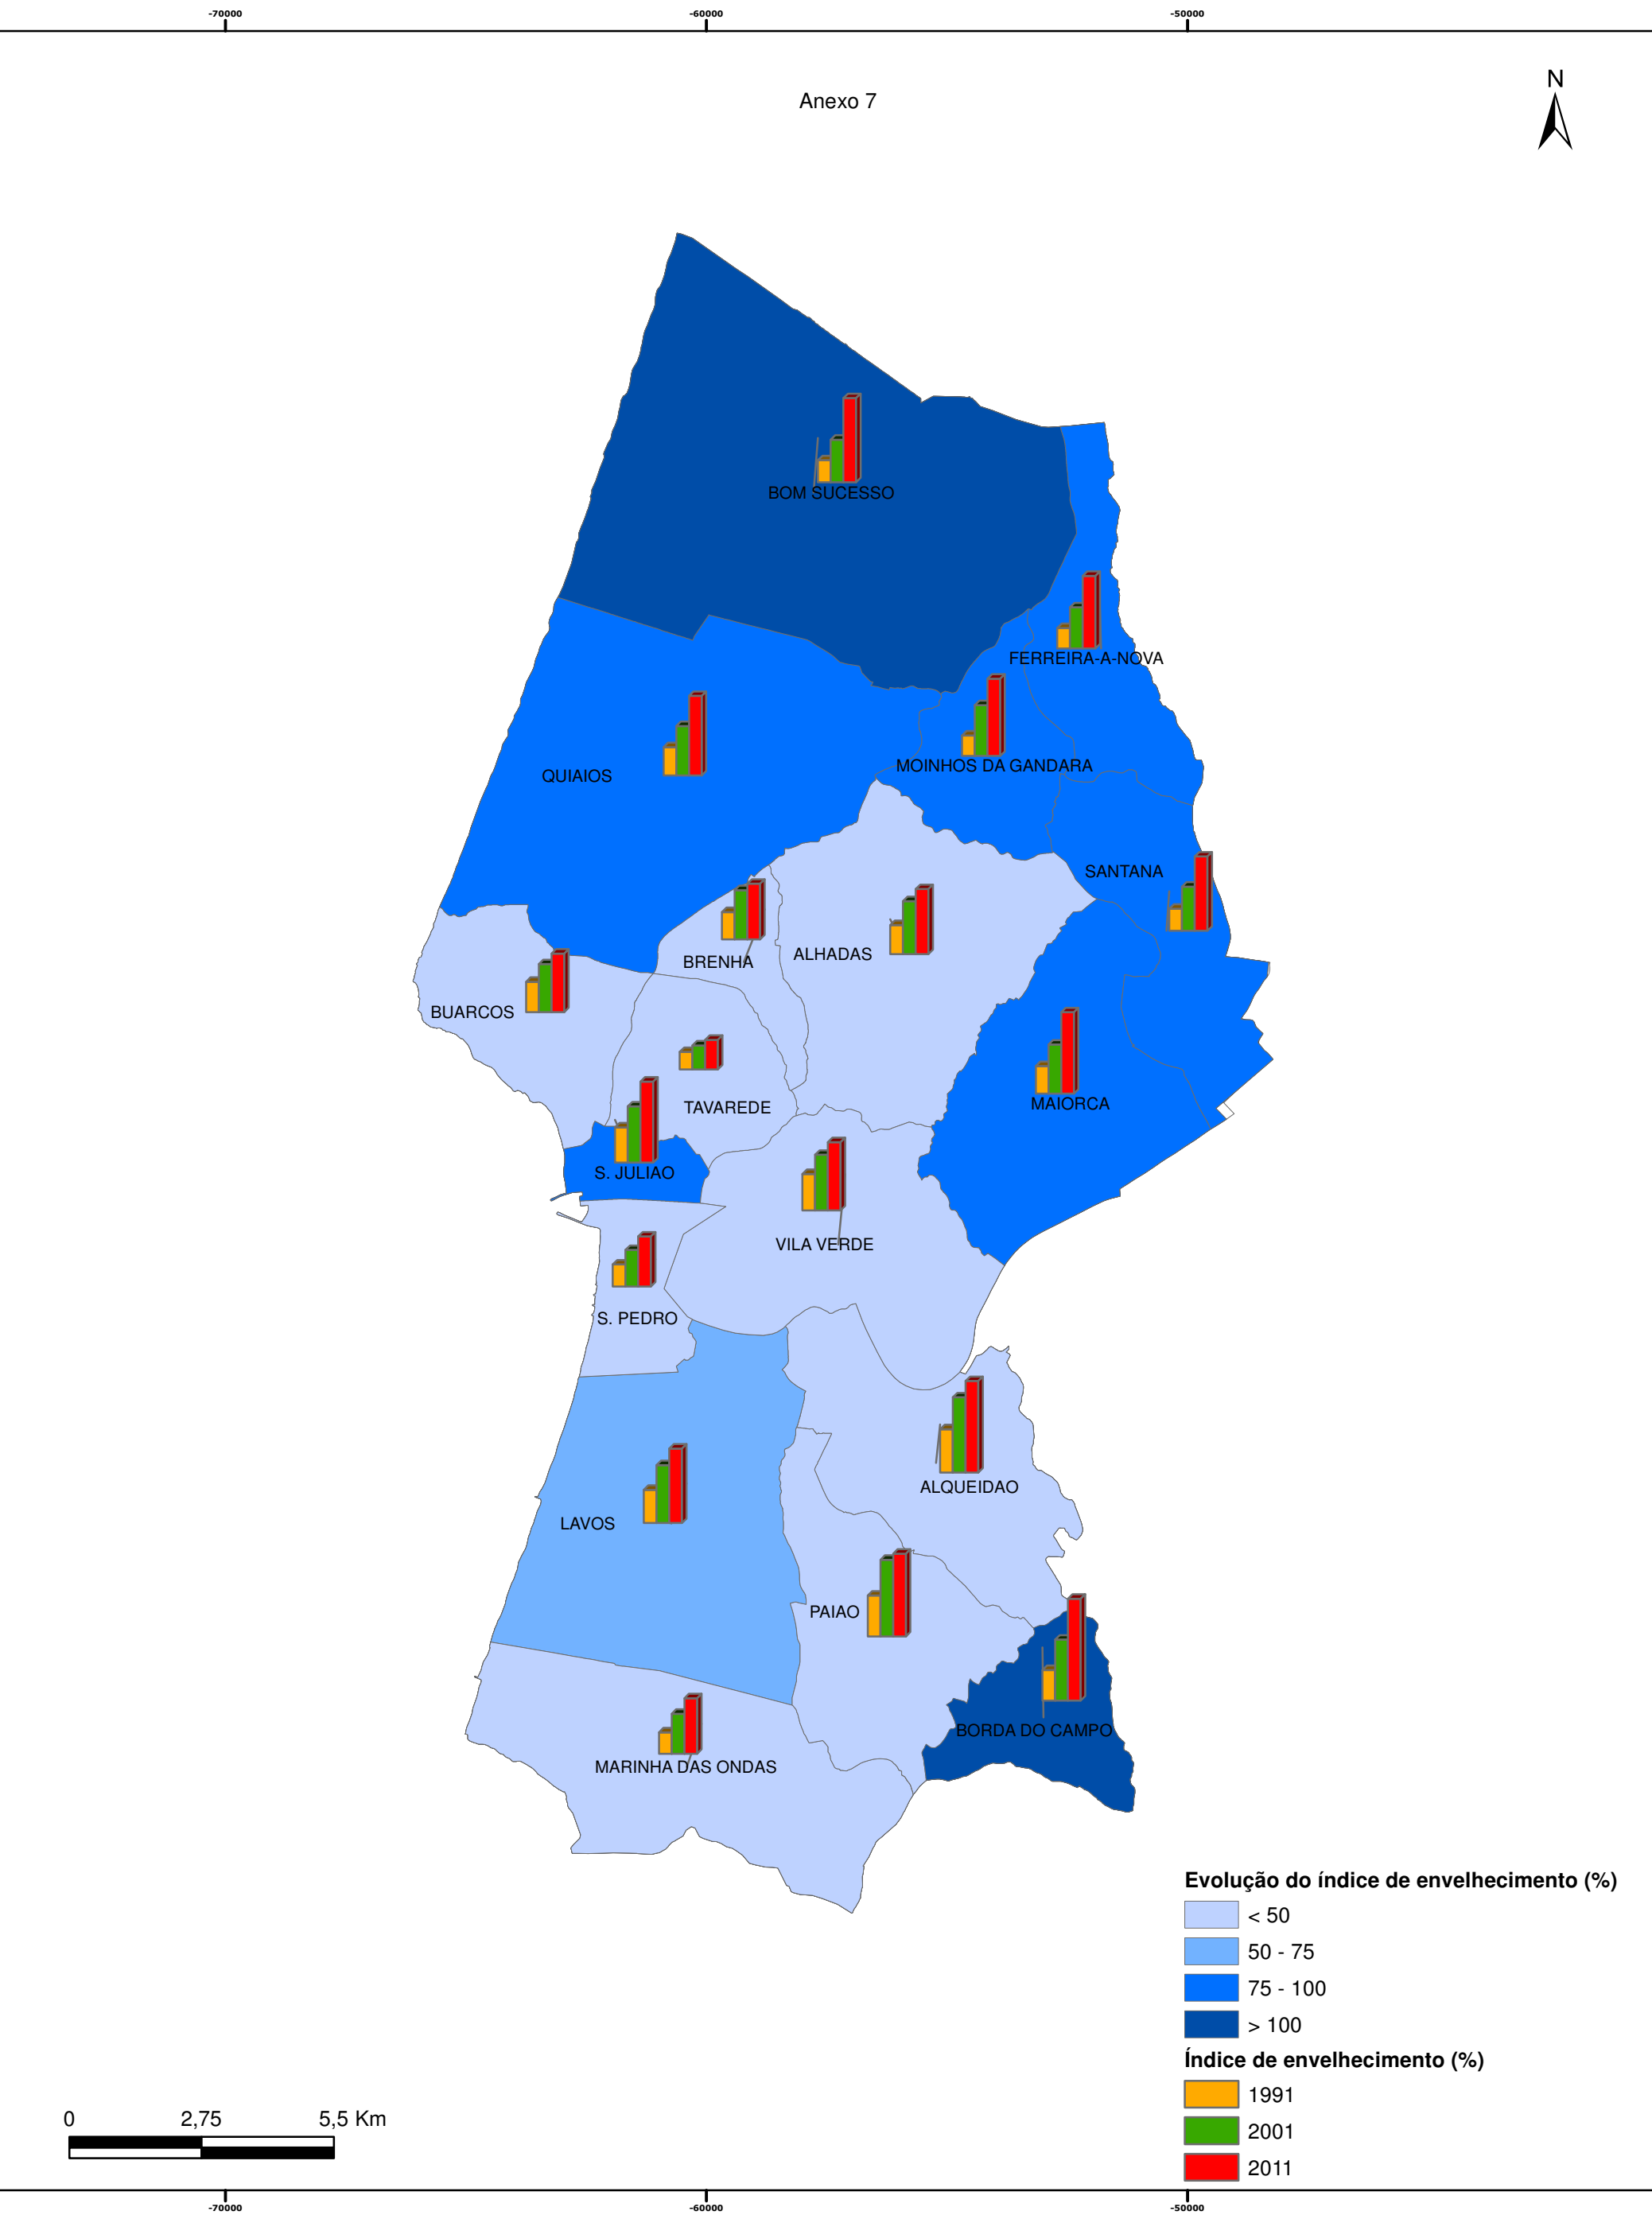 -70000 -60000 -50000
Anexo 7
N
BOM SUCESSO
FERREIRA-A-NOVA
MOINHOS DA GANDARA
QUIAIOS
SANTANA
BRENHA
ALHADAS
BUARCOS
MAIORCA
TAVAREDE
S. JULIAO
VILA VERDE
S. PEDRO
ALQUEIDAO
LAVOS
PAIAO
BORDA DO CAMPO
MARINHA DAS ONDAS
Evolução do índice de envelhecimento (%)
< 50
50 - 75
75 - 100
> 100
Índice de envelhecimento (%)
1991
2001
2011
0 2,75 5,5 Km
-70000 -60000 -50000